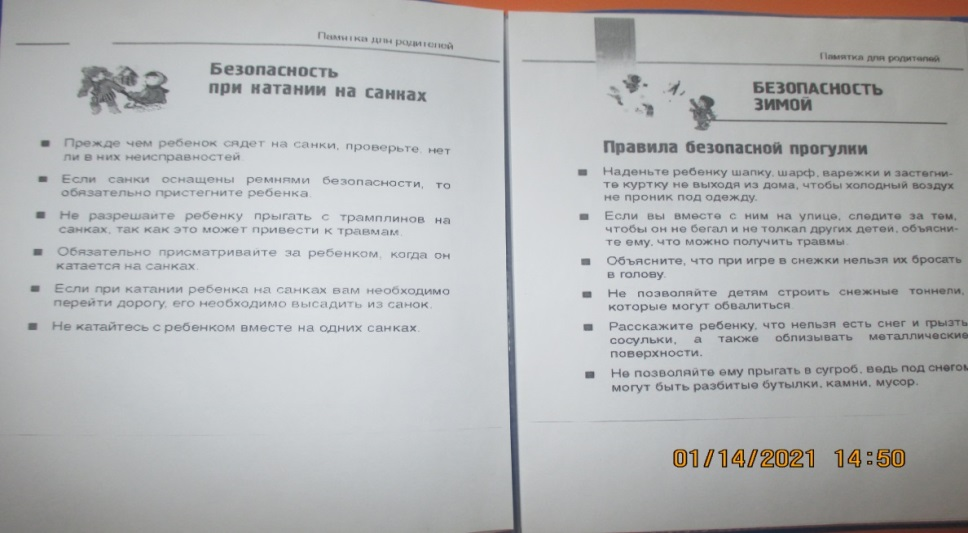 Памятка для родителей
Безопасность
при катании на санках
Прежде чем ребенок сядет на санки, проверьте, нет
ли в них неисправностей.
Если санки оснащены ремнями безопасности, то
обязательно пристегните ребенка.
Не разрешайте ребенку прыгать с трамплинов на
санках, так как это может привести к травмам.
Обязательно присматривайте за ребенком, когда он
катается на санках.
Если при катании ребенка на санках вам необходимо
перейти дорогу, его необходимо высадить из санок.
Не катайтесь с ребенком вместе на одних санках.
Памятка для родителей
БЕЗОПАСНОСТЬ
ЗИМОЙ
Правила безопасной прогулки
Наденьте ребенку шапку, шарф, варежки и застегни-
те куртку не выходя из дома, чтобы холодный воздух
не проник под одежду.
Если вы вместе с ним на улице, следите за тем,
чтобы он не бегал и не толкал других детей, объясни-
те ему, что можно получить травмы.
Объясните, что при игре в снежки нельзя их бросать
в голову.
Не позволяйте детям строить снежные тоннели,
которые могут обвалиться.
Расскажите ребенку, что нельзя есть снег и грызть
сосульки, а также облизывать металлические
поверхности.
Не позволяйте ему прыгать в сугроб, ведь под снегом
могут быть разбитые бутылки, камни, мусор.
01/14/2021 14:50